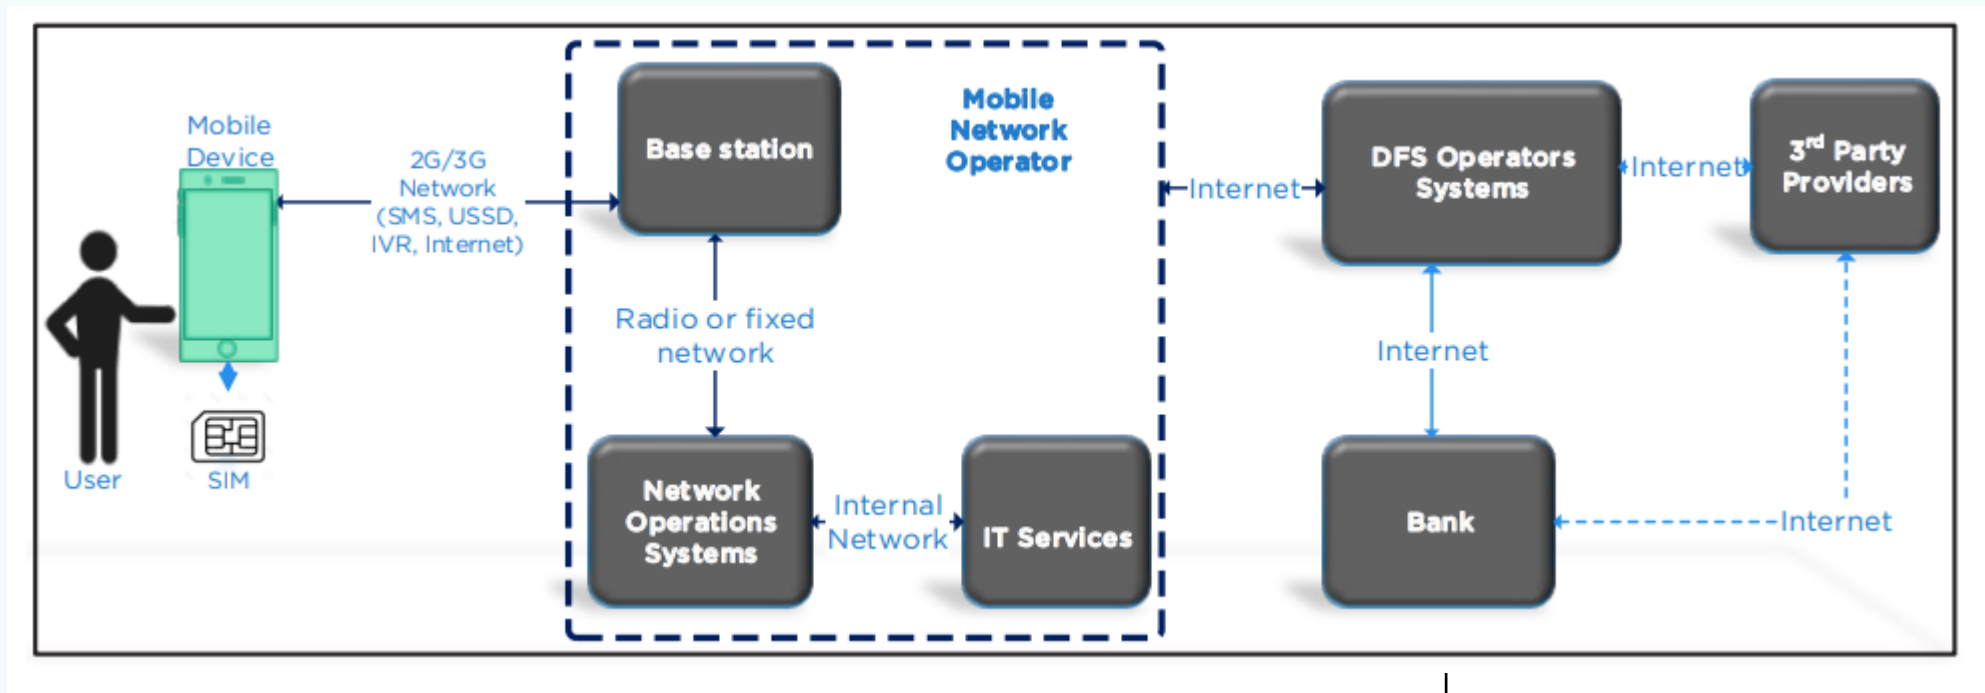 Mobile
Device
2G/3G
Network
(SMS, USSD,
IVR, Internet)
User
SIM
Base station
Mobile
Network
Operator
Radio or fixed
network
Network
Operations
Systems
Internal
Network
IT Services
Internet
DFS Operators
Systems
Internet
3rd Party
Providers
Internet
Bank
Internet